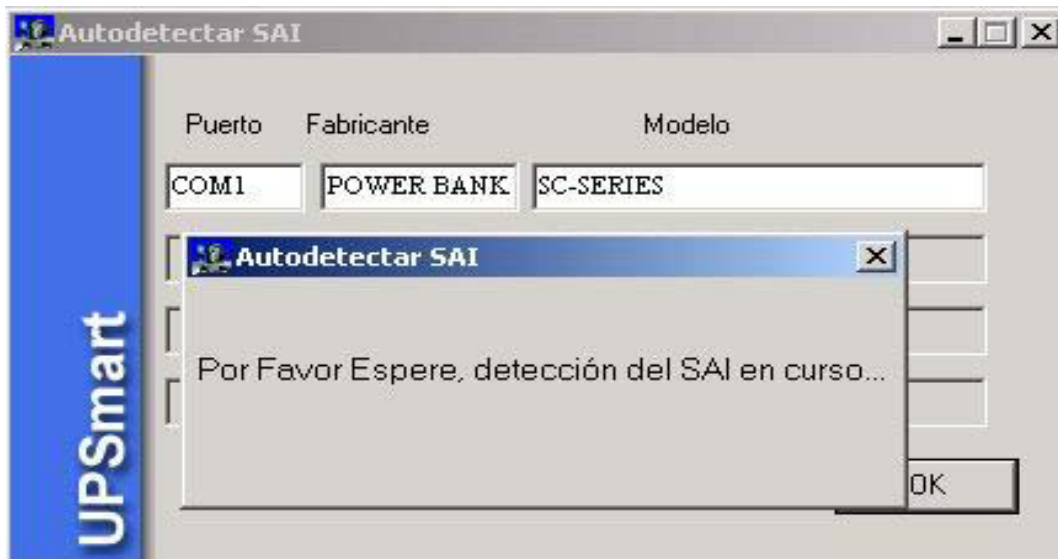 Autodetectar SAI
Puerto Fabricante Modelo
COM1 POWER BANK SC-SERIES
Autodetectar SAI
Por Favor Espere, detección del SAI en curso...
OK
UPSmart